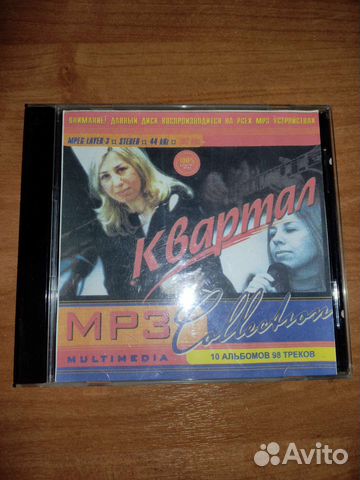 ВНИМАНИЕ! ДАННЫЙ ДИСК ВОСПРОИЗВОДИТСЯ НА ВСЕХ MP3 УСТРОЙСТВАХ
MPEG LAYER-3 STEREO 44 kHz
Квартал
MP3 Collection
MULTIMEDIA
10 АЛЬБОМОВ 98 ТРЕКОВ
Avito